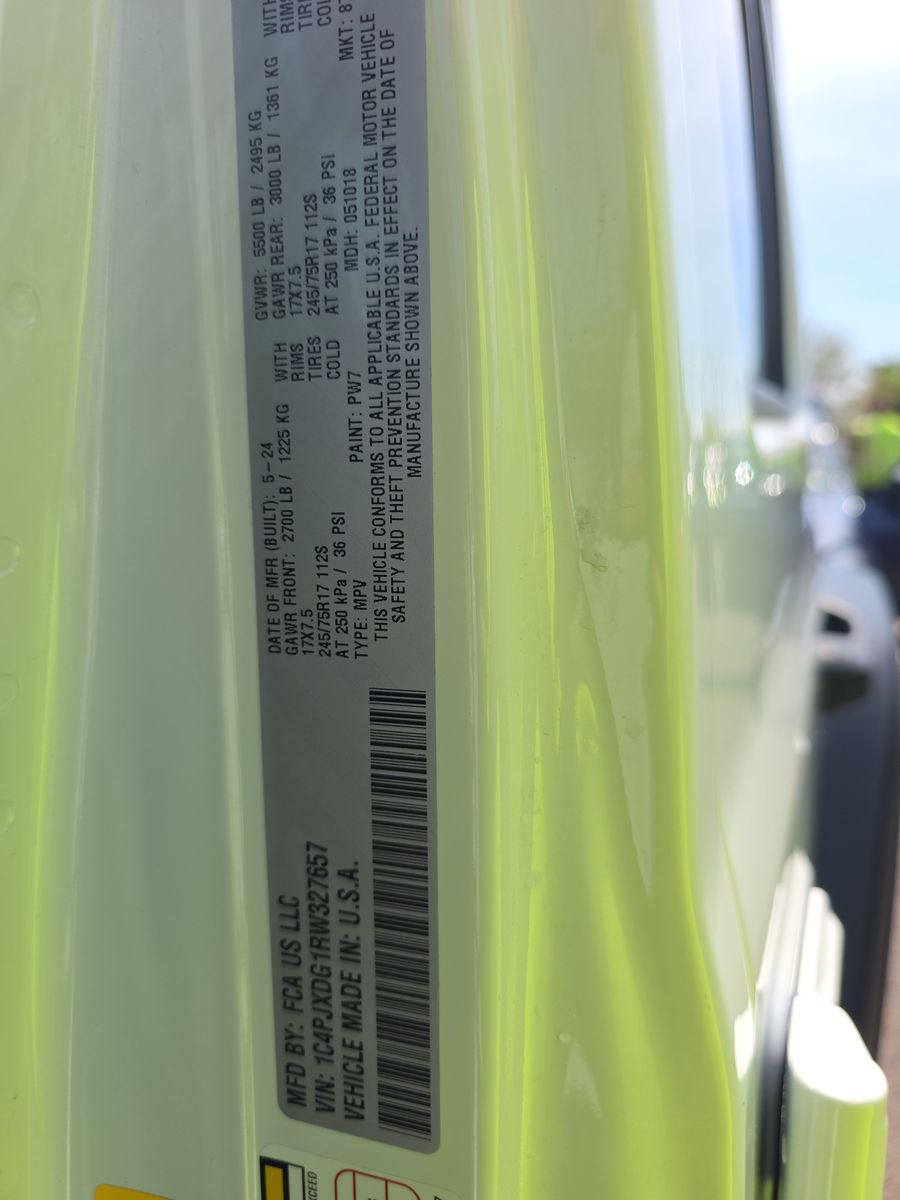 MFD BY: FCA US LLC
VIN: 1C4PJXDG1RW327657
VEHICLE MADE IN: U.S.A.
DATE OF MFR (BUILT): 5-24 GVWR: 5500 LB / 2495 KG
GAWR FRONT: 2700 LB / 1225 KG WITH GAWR REAR: 3000 LB / 1361 KG WITH
17X7.5 RIMS 17X7.5 RIMS
245/75R17 112S TIRES 245/75R17 112S
AT 250 kPa / 36 PSI COLD AT 250 kPa / 36 PSI
TYPE: MPV PAINT: PW7 MDH: 051018 MKT:
THIS VEHICLE CONFORMS TO ALL APPLICABLE U.S.A. FEDERAL MOTOR VEHICLE
SAFETY AND THEFT PREVENTION STANDARDS IN EFFECT ON THE DATE OF
MANUFACTURE SHOWN ABOVE.